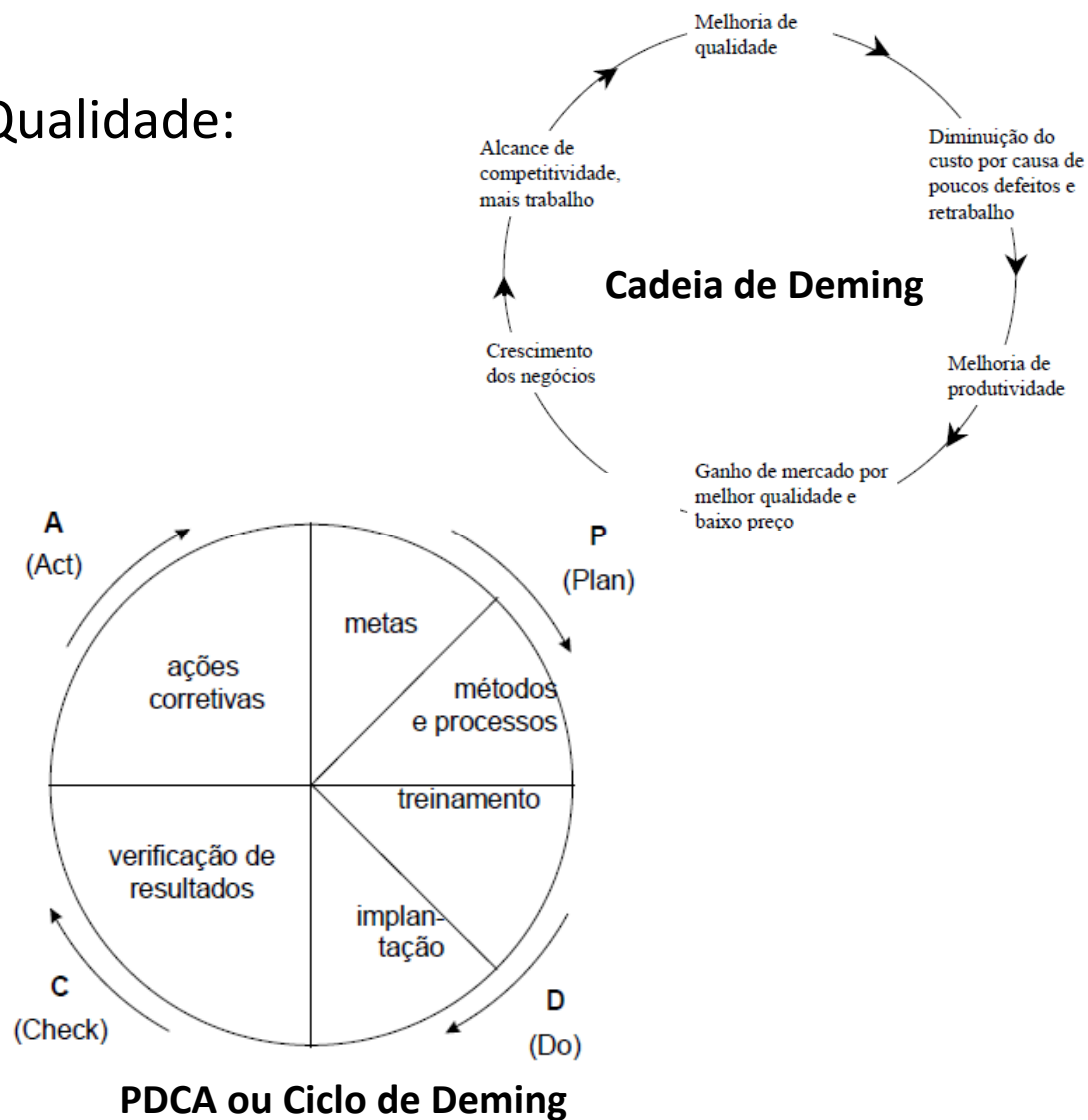 Qualidade:
Melhoria de
qualidade
Diminuição do
custo por causa de
poucos defeitos e
retrabalho
Melhoria de
produtividade
Ganho de mercado por
melhor qualidade e
baixo preço
Crescimento
dos negócios
Alcance de
competitividade,
mais trabalho
Cadeia de Deming
A
(Act)
P
(Plan)
metas
métodos
e processos
treinamento
implan-
tação
verificação de
resultados
ações
corretivas
C
(Check)
D
(Do)
PDCA ou Ciclo de Deming